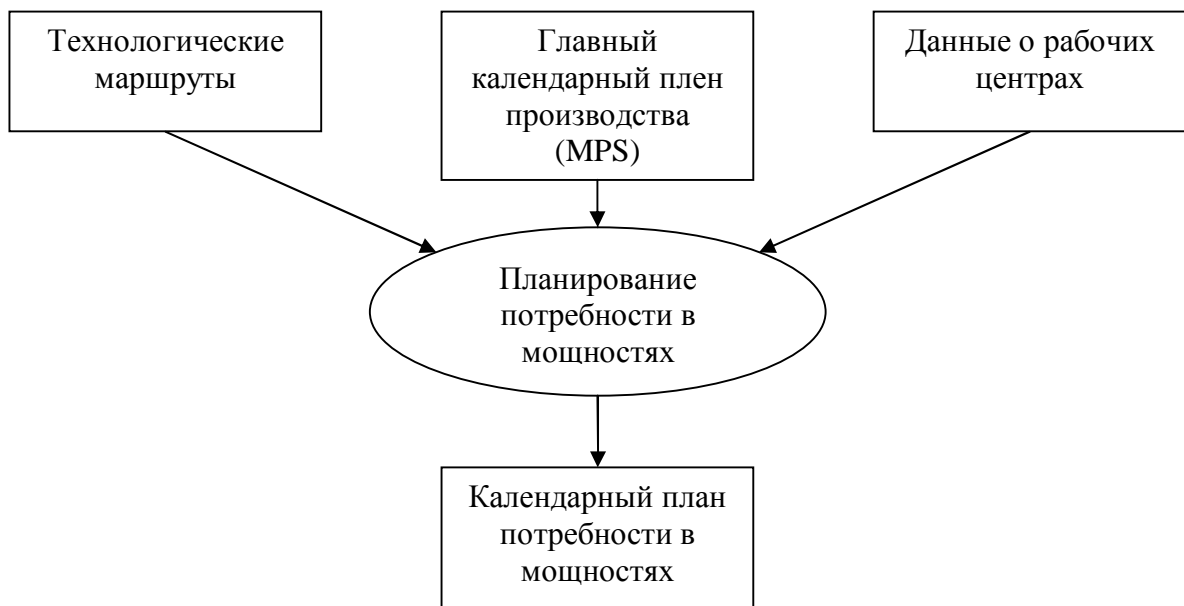 Технологические
маршруты
Главный
календарный плен
производства
(MPS)
Данные о рабочих
центрах
Планирование
потребности в
мощностях
Календарный план
потребности в
мощностях